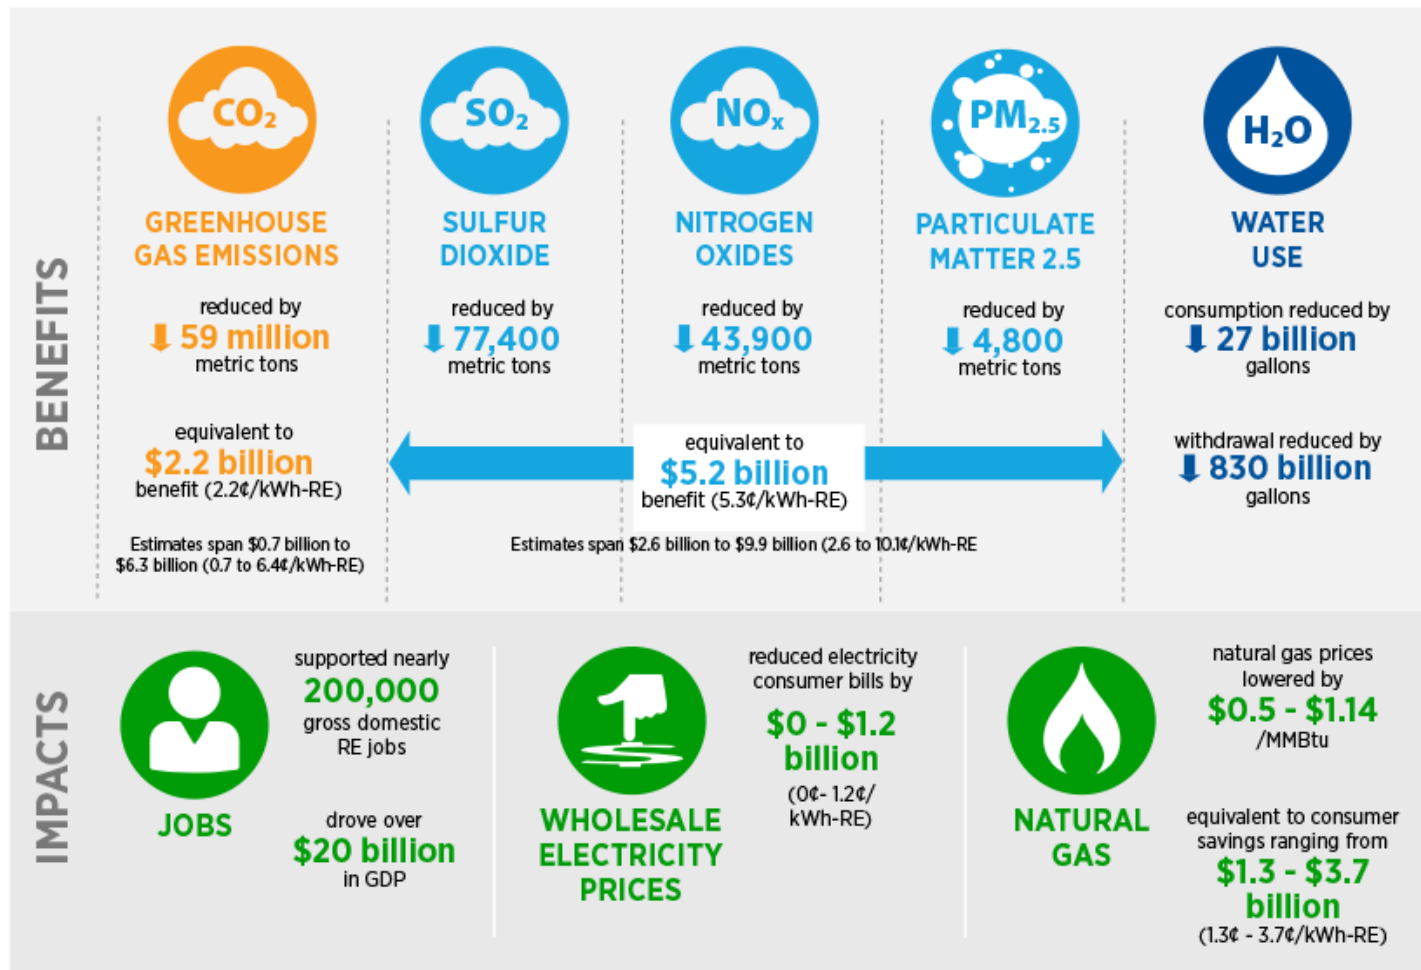 BENEFITS
CO₂
GREENHOUSE
GAS EMISSIONS
reduced by
59 million
metric tons
equivalent to
$2.2 billion
benefit (2.2¢/kWh-RE)
Estimates span $0.7 billion to
$6.3 billion (0.7 to 6.4¢/kWh-RE)
SO₂
SULFUR
DIOXIDE
reduced by
77,400
metric tons
NOₓ
NITROGEN
OXIDES
reduced by
43,900
metric tons
PM₂.₅
PARTICULATE
MATTER 2.5
reduced by
4,800
metric tons
equivalent to
$5.2 billion
benefit (5.3¢/kWh-RE)
Estimates span $2.6 billion to $9.9 billion (2.6 to 10.1¢/kWh-RE
H₂O
WATER
USE
consumption reduced by
27 billion
gallons
withdrawal reduced by
830 billion
gallons
IMPACTS
JOBS
supported nearly
200,000
gross domestic
RE jobs
drove over
$20 billion
in GDP
WHOLESALE
ELECTRICITY
PRICES
reduced electricity
consumer bills by
$0 - $1.2
billion
(0¢- 1.2¢/
kWh-RE)
NATURAL
GAS
natural gas prices
lowered by
$0.5 - $1.14
/MMBtu
equivalent to consumer
savings ranging from
$1.3 - $3.7
billion
(1.3¢ - 3.7¢/kWh-RE)